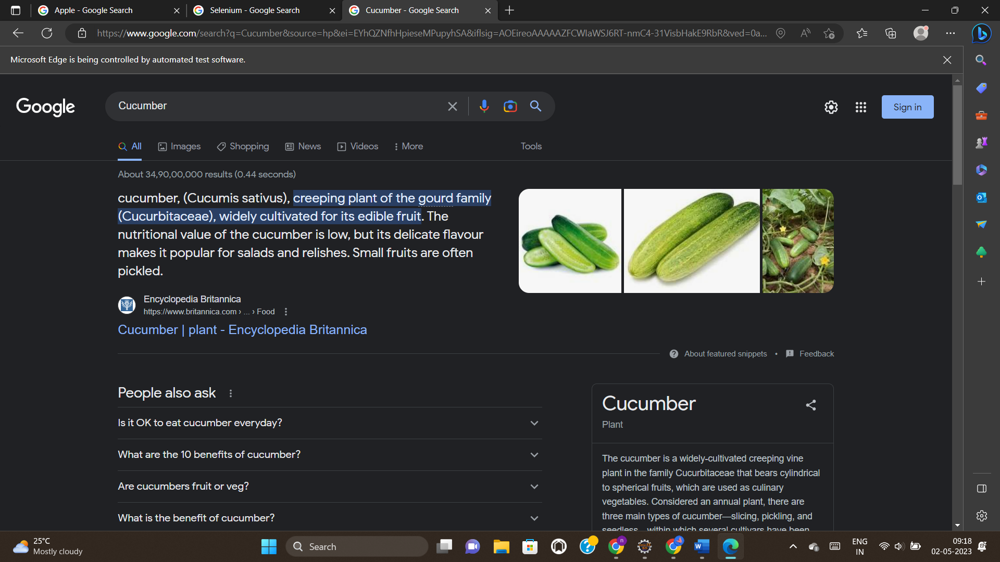 Apple - Google Search
Selenium - Google Search
Cucumber - Google Search
https://www.google.com/search?q=Cucumber&source=hp&ei=EYhQZNfhHpieseMPupyhSA&iflsig=AOEireoAAAAAZFCWIaWSJ6RT-nmC4-31VisbHakE9RbR&ved=0a...
Microsoft Edge is being controlled by automated test software.
Google
Cucumber
Sign in
All
Images
Shopping
News
Videos
More
Tools
About 34,90,00,000 results (0.44 seconds)
cucumber, (Cucumis sativus), creeping plant of the gourd family
(Cucurbitaceae), widely cultivated for its edible fruit. The
nutritional value of the cucumber is low, but its delicate flavour
makes it popular for salads and relishes. Small fruits are often
pickled.
Encyclopedia Britannica
https://www.britannica.com › ... › Food
Cucumber | plant - Encyclopedia Britannica
About featured snippets • Feedback
People also ask
Is it OK to eat cucumber everyday?
What are the 10 benefits of cucumber?
Are cucumbers fruit or veg?
What is the benefit of cucumber?
Cucumber
Plant
The cucumber is a widely-cultivated creeping vine
plant in the family Cucurbitaceae that bears cylindrical
to spherical fruits, which are used as culinary
vegetables. Considered an annual plant, there are
three main types of cucumber—slicing, pickling, and
seedless—within which several cultivars have been
25°C
Mostly cloudy
Search
ENG
IN
09:18
02-05-2023